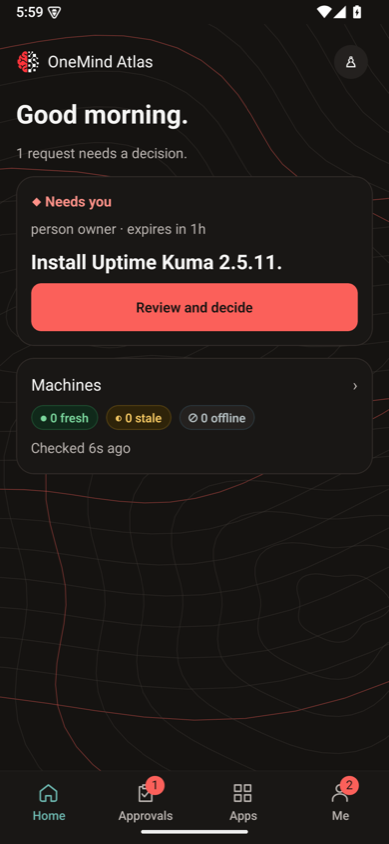 5:59
OneMind Atlas
Good morning.
1 request needs a decision.
◆ Needs you
person owner · expires in 1h
Install Uptime Kuma 2.5.11.
Review and decide
Machines ›
0 fresh 0 stale 0 offline
Checked 6s ago
1 2
Home Approvals Apps Me